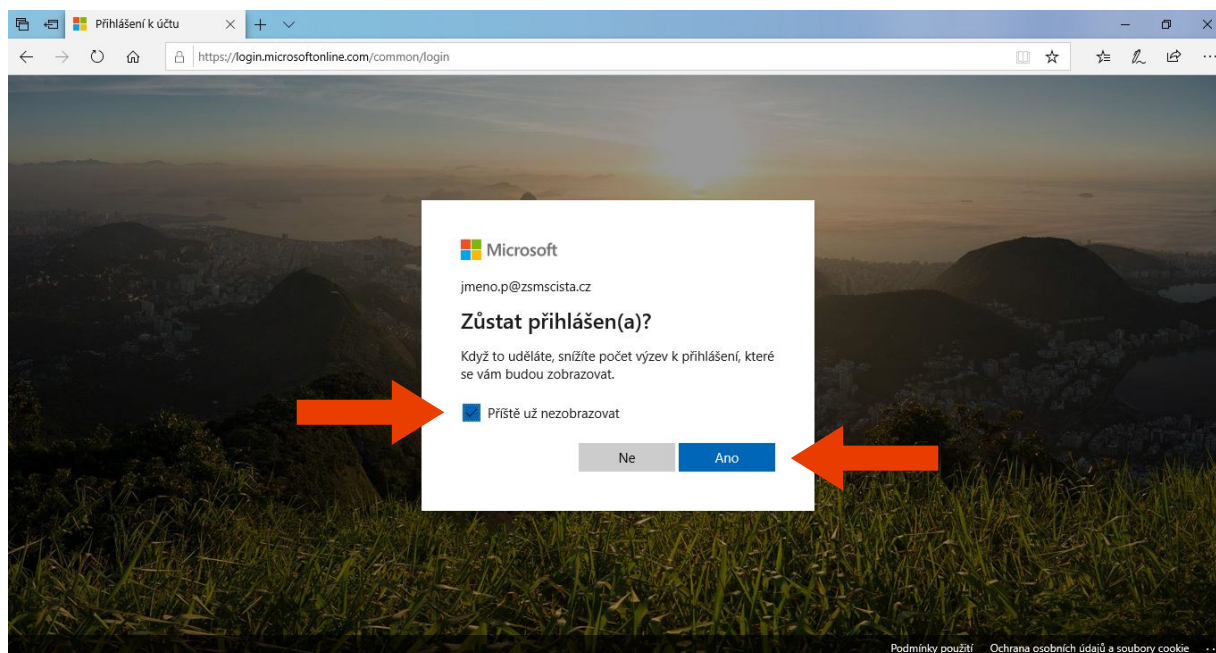 Přihlášení k účtu
https://login.microsoftonline.com/common/login
Microsoft
jmeno.p@zsmscista.cz
Zůstat přihlášen(a)?
Když to uděláte, snížíte počet výzev k přihlášení, které
se vám budou zobrazovat.
Příště už nezobrazovat
Ne Ano
Podmínky použití Ochrana osobních údajů a soubory cookie